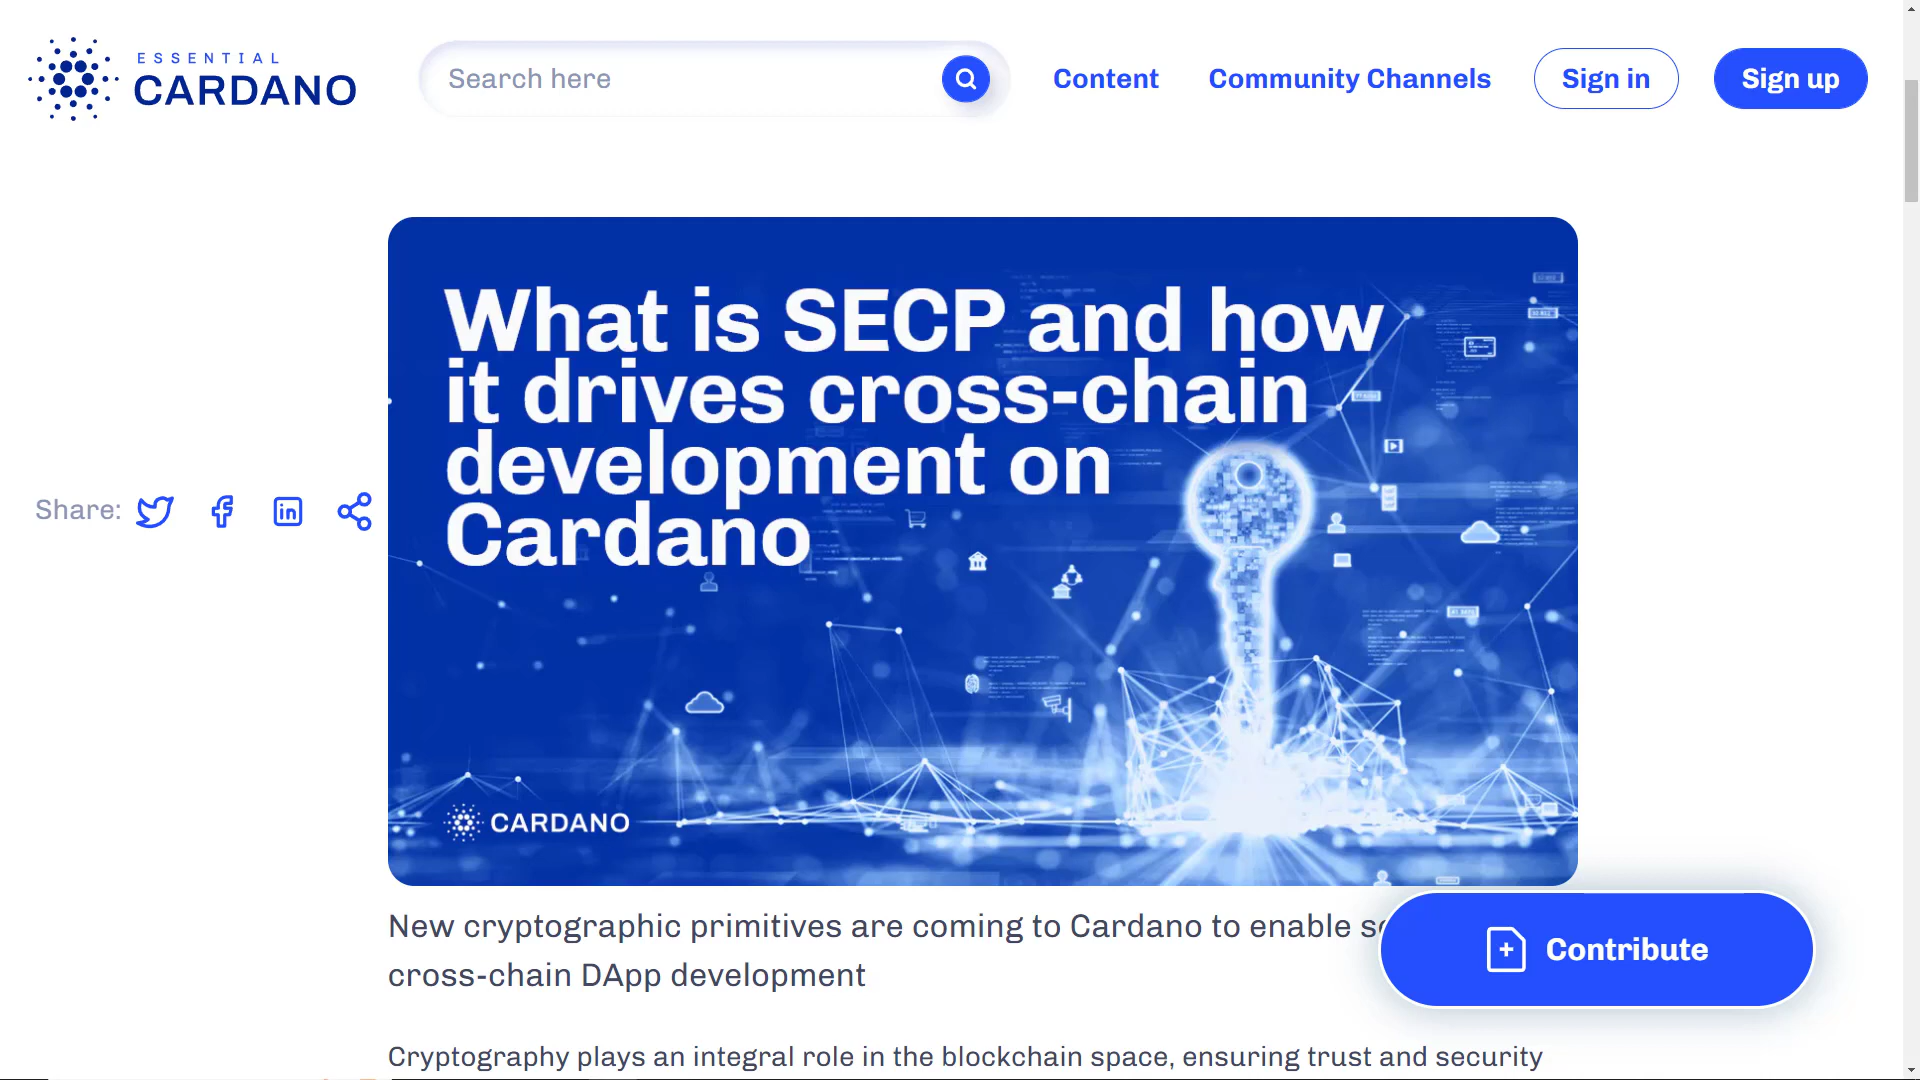 ESSENTIAL
CARDANO
Search here
Content
Community Channels
Sign in
Sign up
What is SECP and how
it drives cross-chain
development on
Cardano
Share:
CARDANO
New cryptographic primitives are coming to Cardano to enable
cross-chain DApp development
Contribute
Cryptography plays an integral role in the blockchain space, ensuring trust and security